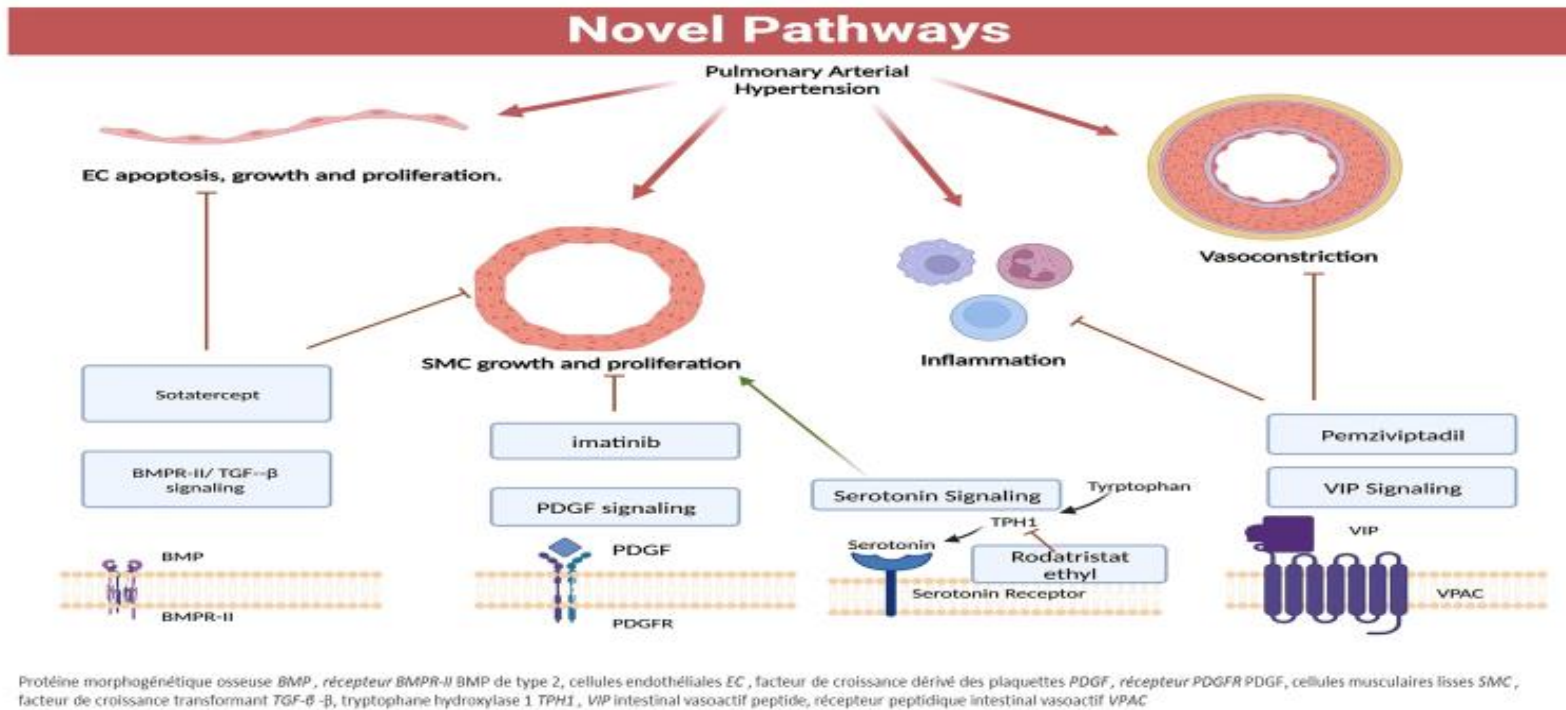 Novel Pathways
Pulmonary Arterial
Hypertension
EC apoptosis, growth and proliferation.
Vasoconstriction
SMC growth and proliferation
Inflammation
Sotatercept
BMPR-II/ TGF--β
signaling
imatinib
PDGF signaling
Serotonin Signaling
Tyrptophan
TPH1
Serotonin
Rodatristat
ethyl
Serotonin Receptor
Pemziviptadil
VIP Signaling
VIP
VPAC
BMP
BMPR-II
PDGF
PDGFR
Protéine morphogénétique osseuse BMP , récepteur BMPR-II BMP de type 2, cellules endothéliales EC , facteur de croissance dérivé des plaquettes PDGF , récepteur PDGFR PDGF, cellules musculaires lisses SMC ,
facteur de croissance transformant TGF-β -β, tryptophane hydroxylase 1 TPH1 , VIP intestinal vasoactif peptide, récepteur peptidique intestinal vasoactif VPAC